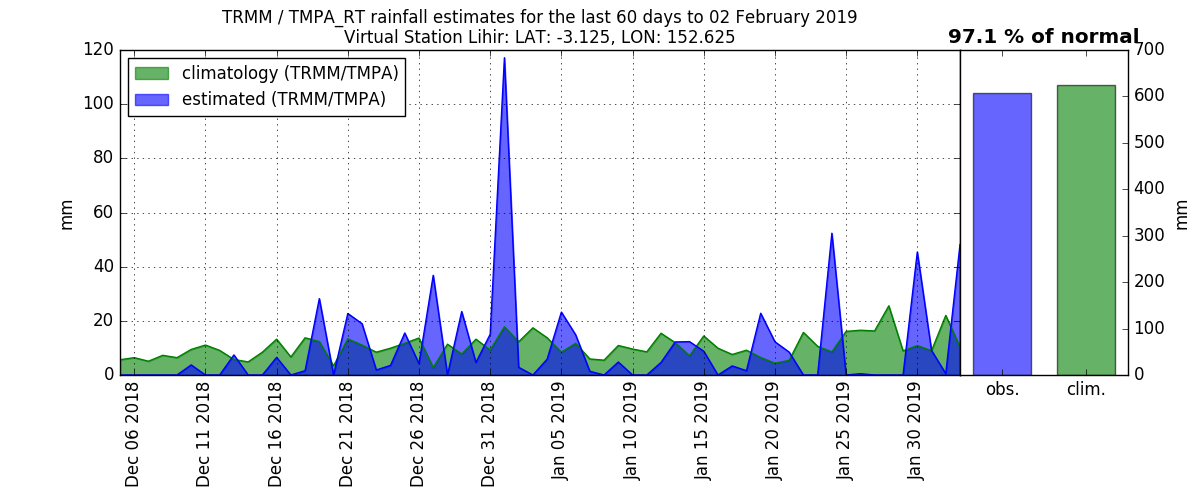 TRMM / TMPA_RT rainfall estimates for the last 60 days to 02 February 2019
Virtual Station Lihir: LAT: -3.125, LON: 152.625
97.1 % of normal
climatology (TRMM/TMPA)
estimated (TRMM/TMPA)
120
100
80
60
40
20
0
mm
Dec 06 2018
Dec 11 2018
Dec 16 2018
Dec 21 2018
Dec 26 2018
Dec 31 2018
Jan 05 2019
Jan 10 2019
Jan 15 2019
Jan 20 2019
Jan 25 2019
Jan 30 2019
700
600
500
400
300
200
100
0
mm
obs.
clim.